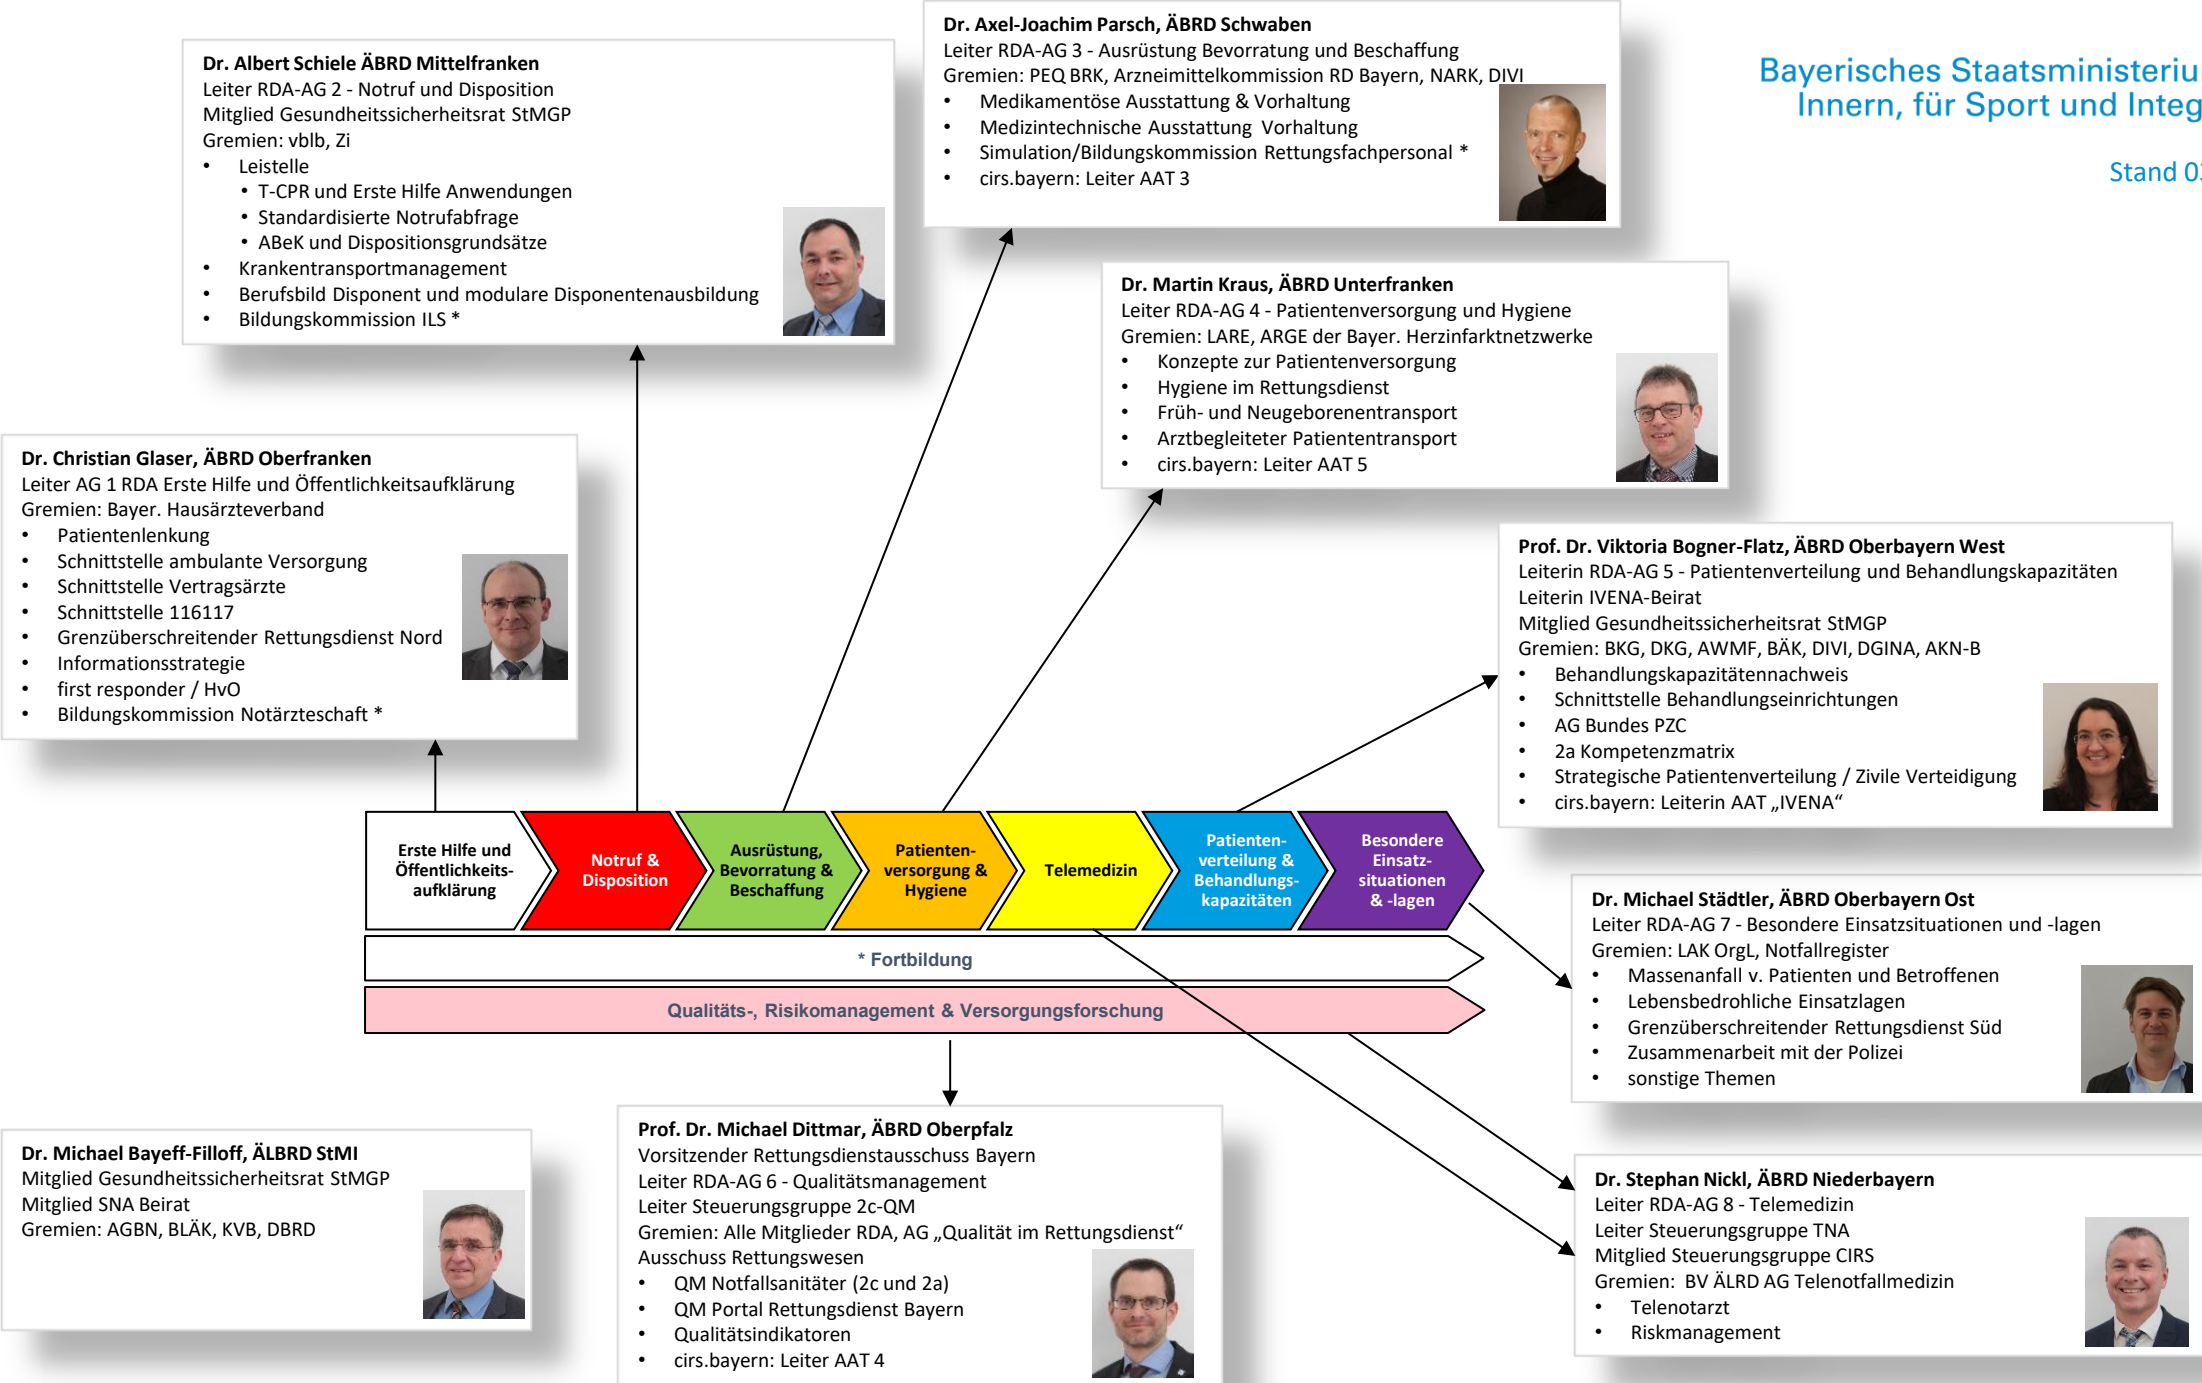 Dr. Albert Schiele ÄBRD Mittelfranken
Leiter RDA-AG 2 - Notruf und Disposition
Mitglied Gesundheitssicherheitsrat StMGP
Gremien: vblb, Zi
• Leistelle
• T-CPR und Erste Hilfe Anwendungen
• Standardisierte Notrufabfrage
• ABeK und Dispositionsgrundsätze
• Krankentransportmanagement
• Berufsbild Disponent und modulare Disponentenausbildung
• Bildungskommission ILS *
Dr. Axel-Joachim Parsch, ÄBRD Schwaben
Leiter RDA-AG 3 - Ausrüstung Bevorratung und Beschaffung
Gremien: PEQ BRK, Arzneimittelkommission RD Bayern, NARK, DIVI
• Medikamentöse Ausstattung & Vorhaltung
• Medizintechnische Ausstattung Vorhaltung
• Simulation/Bildungskommission Rettungsfachpersonal *
• cirs.bayern: Leiter AAT 3
Bayerisches Staatsministeriu
Innern, für Sport und Integ
Stand 03
Dr. Martin Kraus, ÄBRD Unterfranken
Leiter RDA-AG 4 - Patientenversorgung und Hygiene
Gremien: LARE, ARGE der Bayer. Herzinfarktnetzwerke
• Konzepte zur Patientenversorgung
• Hygiene im Rettungsdienst
• Früh- und Neugeborenentransport
• Arztbegleiteter Patiententransport
• cirs.bayern: Leiter AAT 5
Dr. Christian Glaser, ÄBRD Oberfranken
Leiter AG 1 RDA Erste Hilfe und Öffentlichkeitsaufklärung
Gremien: Bayer. Hausärzteverband
• Patientenlenkung
• Schnittstelle ambulante Versorgung
• Schnittstelle Vertragsärzte
• Schnittstelle 116117
• Grenzüberschreitender Rettungsdienst Nord
• Informationsstrategie
• first responder / HvO
• Bildungskommission Notärzteschaft *
Prof. Dr. Viktoria Bogner-Flatz, ÄBRD Oberbayern West
Leiterin RDA-AG 5 - Patientenverteilung und Behandlungskapazitäten
Leiterin IVENA-Beirat
Mitglied Gesundheitssicherheitsrat StMGP
Gremien: BKG, DKG, AWMF, BÄK, DIVI, DGINA, AKN-B
• Behandlungskapazitätennachweis
• Schnittstelle Behandlungseinrichtungen
• AG Bundes PZC
• 2a Kompetenzmatrix
• Strategische Patientenverteilung / Zivile Verteidigung
• cirs.bayern: Leiterin AAT „IVENA“
Erste Hilfe und
Öffentlichkeits-
aufklärung
Notruf &
Disposition
Ausrüstung,
Bevorratung &
Beschaffung
Patienten-
versorgung &
Hygiene
Telemedizin
Patienten-
verteilung &
Behandlungs-
kapazitäten
Besondere
Einsatz-
situationen
& -lagen
* Fortbildung
Qualitäts-, Risikomanagement & Versorgungsforschung
Dr. Michael Städtler, ÄBRD Oberbayern Ost
Leiter RDA-AG 7 - Besondere Einsatzsituationen und -lagen
Gremien: LAK OrgL, Notfallregister
• Massenanfall v. Patienten und Betroffenen
• Lebensbedrohliche Einsatzlagen
• Grenzüberschreitender Rettungsdienst Süd
• Zusammenarbeit mit der Polizei
• sonstige Themen
Dr. Michael Bayeff-Filloff, ÄLBRD StMI
Mitglied Gesundheitssicherheitsrat StMGP
Mitglied SNA Beirat
Gremien: AGBN, BLÄK, KVB, DBRD
Prof. Dr. Michael Dittmar, ÄBRD Oberpfalz
Vorsitzender Rettungsdienstausschuss Bayern
Leiter RDA-AG 6 - Qualitätsmanagement
Leiter Steuerungsgruppe 2c-QM
Gremien: Alle Mitglieder RDA, AG „Qualität im Rettungsdienst“
Ausschuss Rettungswesen
• QM Notfallsanitäter (2c und 2a)
• QM Portal Rettungsdienst Bayern
• Qualitätsindikatoren
• cirs.bayern: Leiter AAT 4
Dr. Stephan Nickl, ÄBRD Niederbayern
Leiter RDA-AG 8 - Telemedizin
Leiter Steuerungsgruppe TNA
Mitglied Steuerungsgruppe CIRS
Gremien: BV ÄLRD AG Telenotfallmedizin
• Telenotarzt
• Riskmanagement